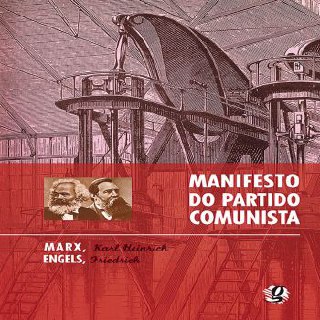 MANIFESTO
DO PARTIDO
COMUNISTA
MARX, Karl Heinrich
ENGELS, Friedrich
g